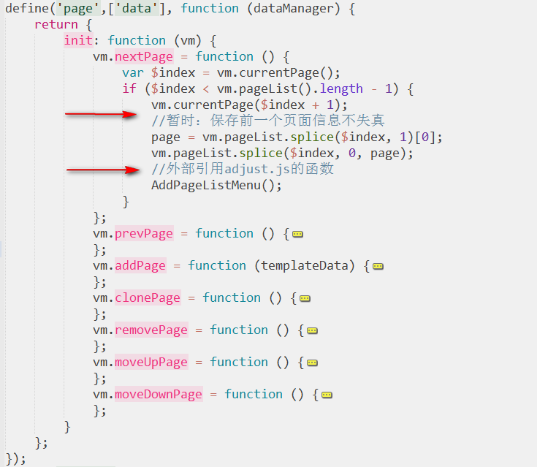 define('page',['data'], function (dataManager) {
return {
init: function (vm) {
vm.nextPage = function () {
var $index = vm.currentPage();
if ($index < vm.pageList().length - 1) {
vm.currentPage($index + 1);
//暂时：保存前一个页面信息不失真
page = vm.pageList.splice($index, 1)[0];
vm.pageList.splice($index, 0, page);
//外部引用adjust.js的函数
AddPageListMenu();
}
};
vm.prevPage = function () {
};
vm.addPage = function (templateData) {
};
vm.clonePage = function () {
};
vm.removePage = function () {
};
vm.moveUpPage = function () {
};
vm.moveDownPage = function () {
};
}
};
});